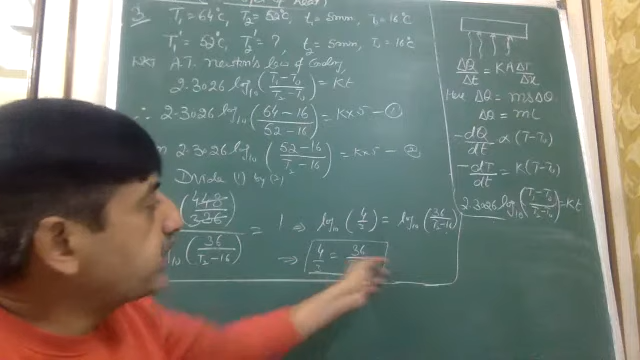 3. T₁ = 64°C T₂ = 52°C, t₁ = 5min, T₀ = 16°C
T₁' = 52°C T₂' = ?, t₂ = 5min, T₀ = 16°C
A.T. Newton's law of Cooling
2.3026 log₁₀ (T₁-T₀ / T₂-T₀) = Kt
∴ 2.3026 log₁₀ (64-16 / 52-16) = K×5 — ①
2.3026 log₁₀ (52-16 / T₂-16) = K×5 — ②
Divide (1) by (2)
(36 / T₂-16) = 1 ⇒ log₁₀ (4/3) = log₁₀ (36 / T₂-16)
⇒ 4/3 = 36
ΔQ/Δt = KA ΔT/Δx
Here ΔQ = msΔθ
ΔQ = mL
-dQ/dt ∝ (T-T₀)
-dT/dt = K(T-T₀)
2.3026 log₁₀ (T₁-T₀ / T₂-T₀) = Kt